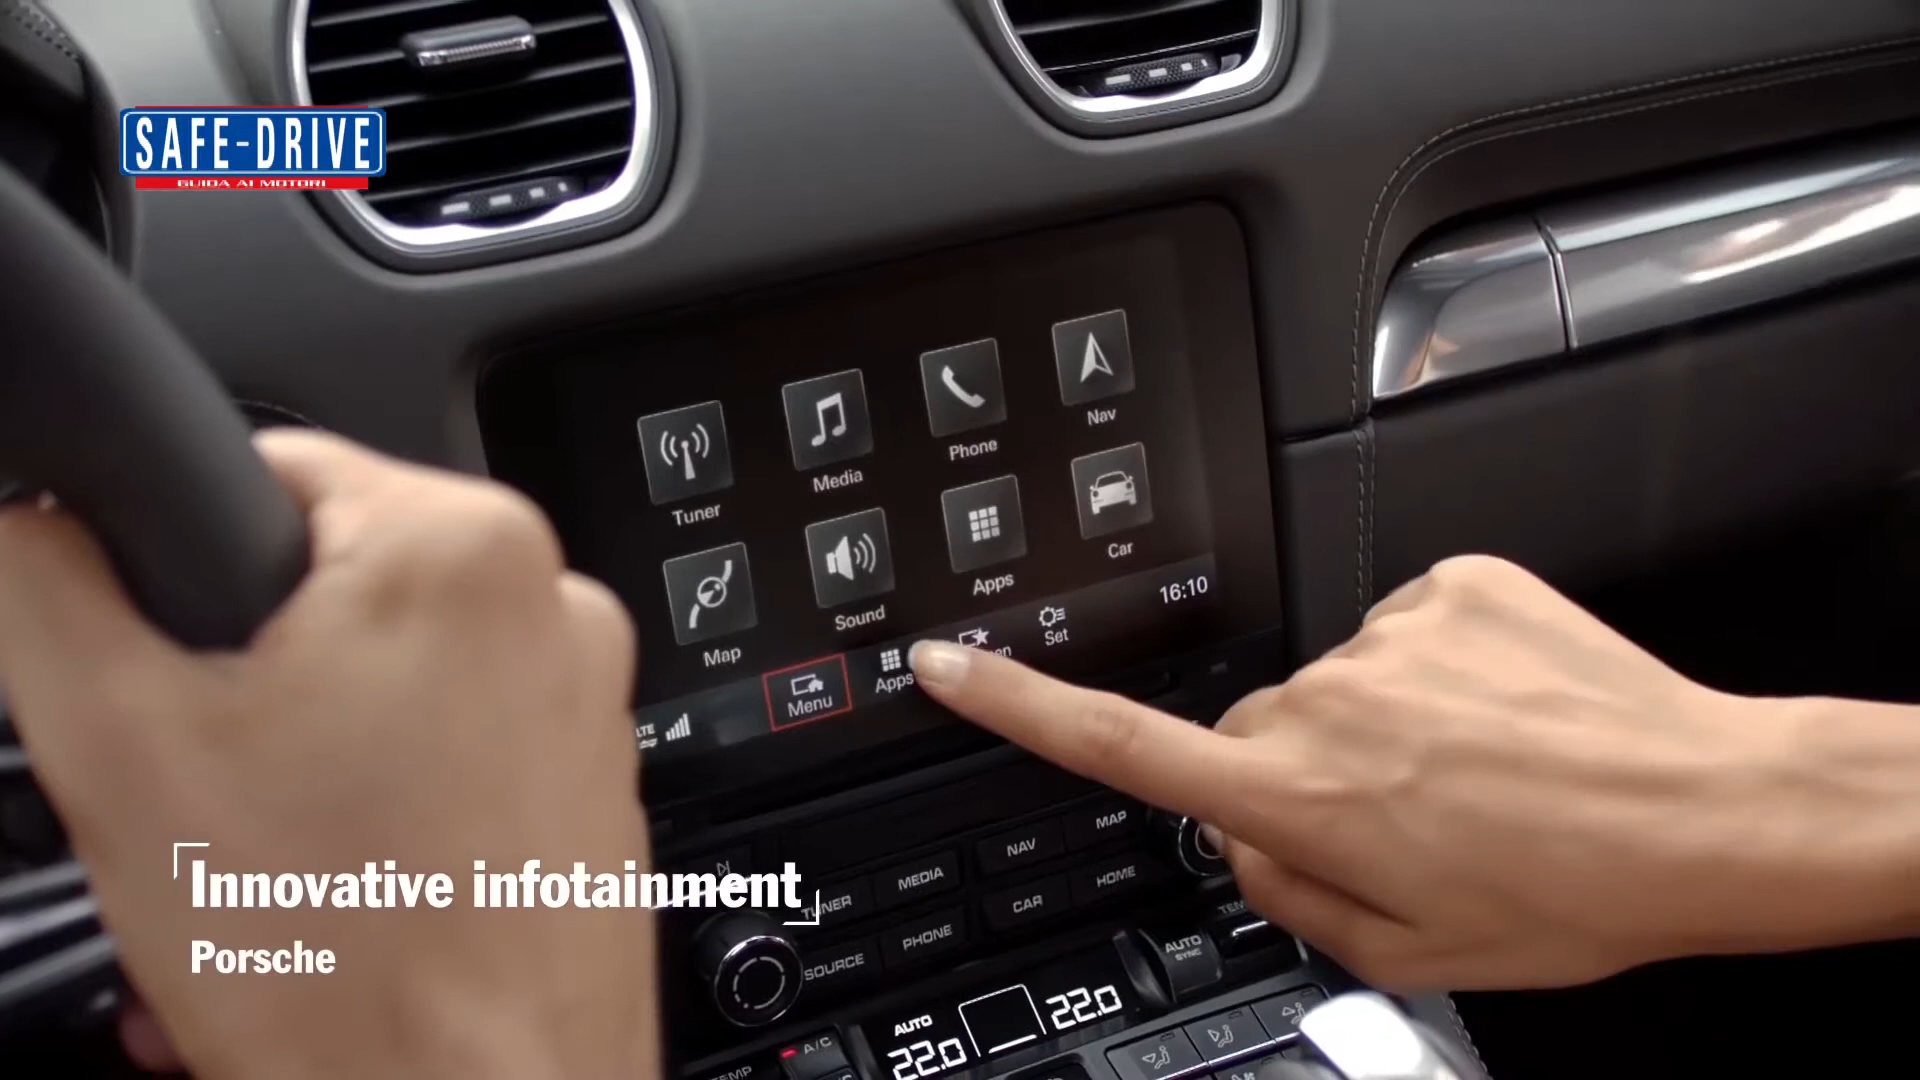 SAFE-DRIVE
GUIDA AI MOTORI
Nav
Phone
Media
Tuner
Car
Apps
Sound
Map
16:10
Set
Apps
Menu
LTE
MAP
NAV
MEDIA
TUNER
HOME
CAR
PHONE
SOURCE
Innovative infotainment
Porsche
AUTO
SYNC
AUTO
22.0
22.0
A/C
TEMP